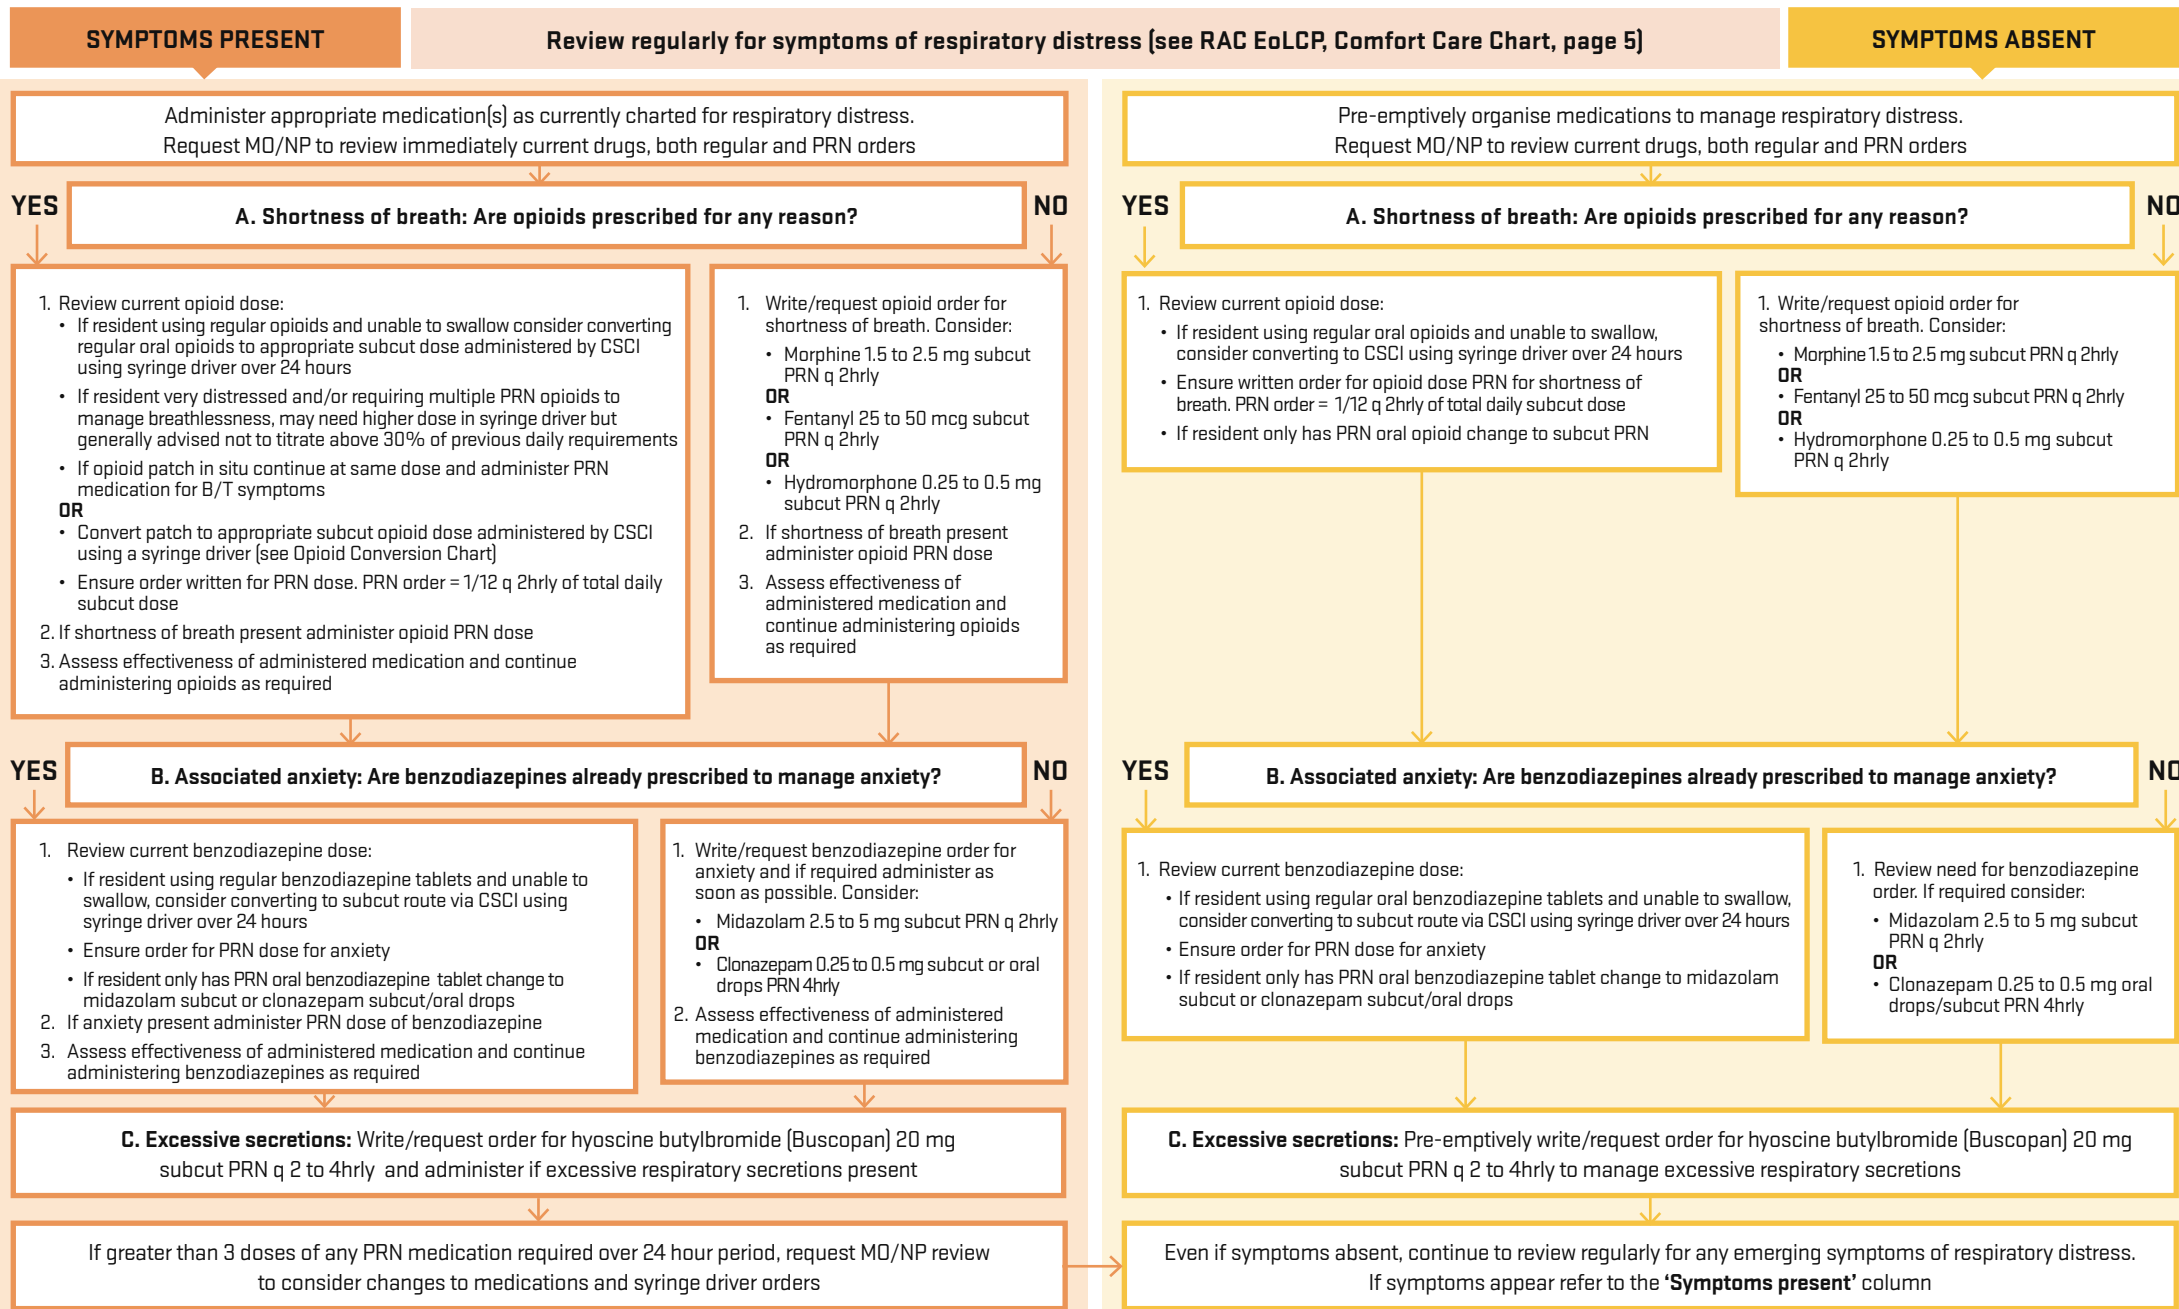 SYMPTOMS PRESENT
Review regularly for symptoms of respiratory distress (see RAC EoLCP, Comfort Care Chart, page 5)
SYMPTOMS ABSENT
Administer appropriate medication(s) as currently charted for respiratory distress.
Request MO/NP to review immediately current drugs, both regular and PRN orders
YES
A. Shortness of breath: Are opioids prescribed for any reason?
NO
1. Review current opioid dose:
• If resident using regular opioids and unable to swallow consider converting
regular oral opioids to appropriate subcut dose administered by CSCI
using syringe driver over 24 hours
• If resident very distressed and/or requiring multiple PRN opioids to
manage breathlessness, may need higher dose in syringe driver but
generally advised not to titrate above 30% of previous daily requirements
• If opioid patch in situ continue at same dose and administer PRN
medication for B/T symptoms
OR
• Convert patch to appropriate subcut opioid dose administered by CSCI
using a syringe driver (see Opioid Conversion Chart)
• Ensure order written for PRN dose. PRN order = 1/12 q 2hrly of total daily
subcut dose
2. If shortness of breath present administer opioid PRN dose
3. Assess effectiveness of administered medication and continue
administering opioids as required
1. Write/request opioid order for
shortness of breath. Consider:
• Morphine 1.5 to 2.5 mg subcut
PRN q 2hrly
OR
• Fentanyl 25 to 50 mcg subcut
PRN q 2hrly
OR
• Hydromorphone 0.25 to 0.5 mg
subcut PRN q 2hrly
2. If shortness of breath present
administer opioid PRN dose
3. Assess effectiveness of
administered medication and
continue administering opioids
as required
YES
B. Associated anxiety: Are benzodiazepines already prescribed to manage anxiety?
NO
1. Review current benzodiazepine dose:
• If resident using regular benzodiazepine tablets and unable to
swallow, consider converting to subcut route via CSCI using
syringe driver over 24 hours
• Ensure order for PRN dose for anxiety
• If resident only has PRN oral benzodiazepine tablet change to
midazolam subcut or clonazepam subcut/oral drops
2. If anxiety present administer PRN dose of benzodiazepine
3. Assess effectiveness of administered medication and continue
administering benzodiazepines as required
1. Write/request benzodiazepine order for
anxiety and if required administer as
soon as possible. Consider:
• Midazolam 2.5 to 5 mg subcut PRN q 2hrly
OR
• Clonazepam 0.25 to 0.5 mg subcut or oral
drops PRN 4hrly
2. Assess effectiveness of administered
medication and continue administering
benzodiazepines as required
C. Excessive secretions: Write/request order for hyoscine butylbromide (Buscopan) 20 mg
subcut PRN q 2 to 4hrly and administer if excessive respiratory secretions present
If greater than 3 doses of any PRN medication required over 24 hour period, request MO/NP review
to consider changes to medications and syringe driver orders
Pre-emptively organise medications to manage respiratory distress.
Request MO/NP to review current drugs, both regular and PRN orders
YES
A. Shortness of breath: Are opioids prescribed for any reason?
NO
1. Review current opioid dose:
• If resident using regular oral opioids and unable to swallow,
consider converting to CSCI using syringe driver over 24 hours
• Ensure written order for opioid dose PRN for shortness of
breath. PRN order = 1/12 q 2hrly of total daily subcut dose
• If resident only has PRN oral opioid change to subcut PRN
1. Write/request opioid order for
shortness of breath. Consider:
• Morphine 1.5 to 2.5 mg subcut PRN q 2hrly
OR
• Fentanyl 25 to 50 mcg subcut PRN q 2hrly
OR
• Hydromorphone 0.25 to 0.5 mg subcut
PRN q 2hrly
YES
B. Associated anxiety: Are benzodiazepines already prescribed to manage anxiety?
NO
1. Review current benzodiazepine dose:
• If resident using regular oral benzodiazepine tablets and unable to swallow,
consider converting to subcut route via CSCI using syringe driver over 24 hours
• Ensure order for PRN dose for anxiety
• If resident only has PRN oral benzodiazepine tablet change to midazolam
subcut or clonazepam subcut/oral drops
1. Review need for benzodiazepine
order. If required consider:
• Midazolam 2.5 to 5 mg subcut
PRN q 2hrly
OR
• Clonazepam 0.25 to 0.5 mg oral
drops/subcut PRN 4hrly
C. Excessive secretions: Pre-emptively write/request order for hyoscine butylbromide (Buscopan) 20 mg
subcut PRN q 2 to 4hrly to manage excessive respiratory secretions
Even if symptoms absent, continue to review regularly for any emerging symptoms of respiratory distress.
If symptoms appear refer to the ‘Symptoms present’ column